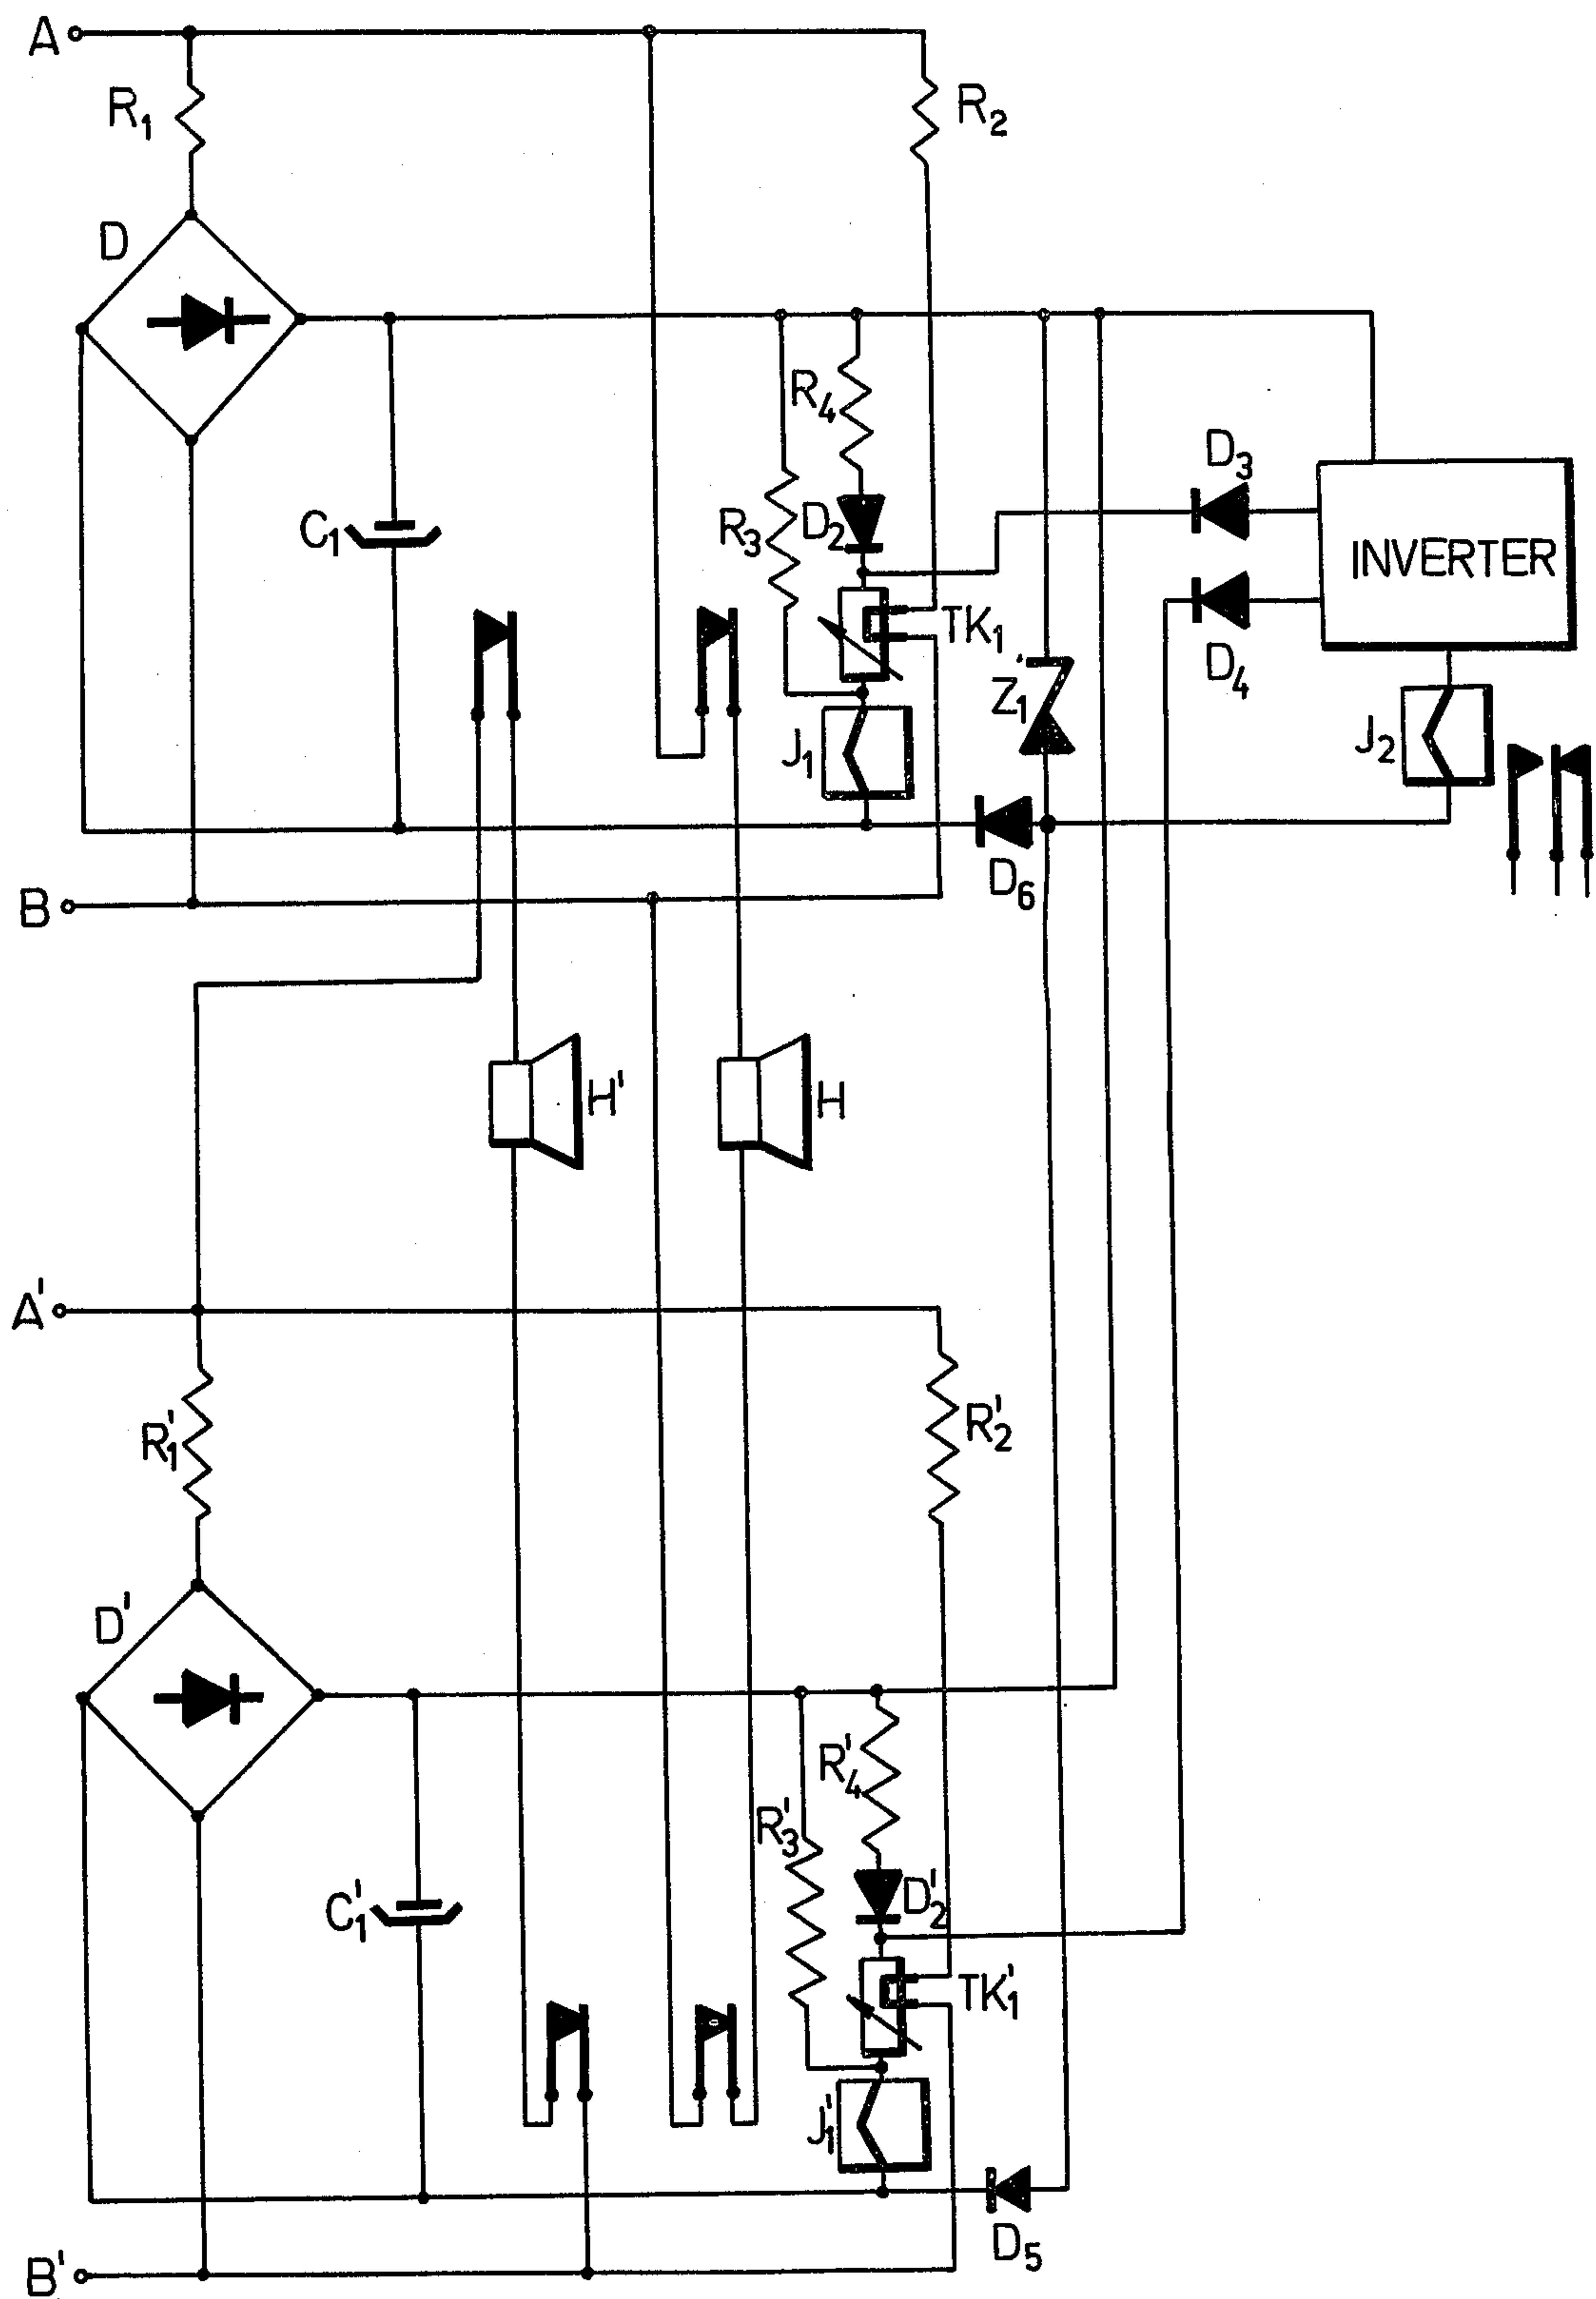 A
R1
R2
D
R4
D3
C1
R3
D2
INVERTER
TK1
D4
Z1
J1
J2
D6
B
H'
H
A'
R'1
R'2
D'
R'4
R'3
C'1
D'2
TK'1
J'1
D5
B'